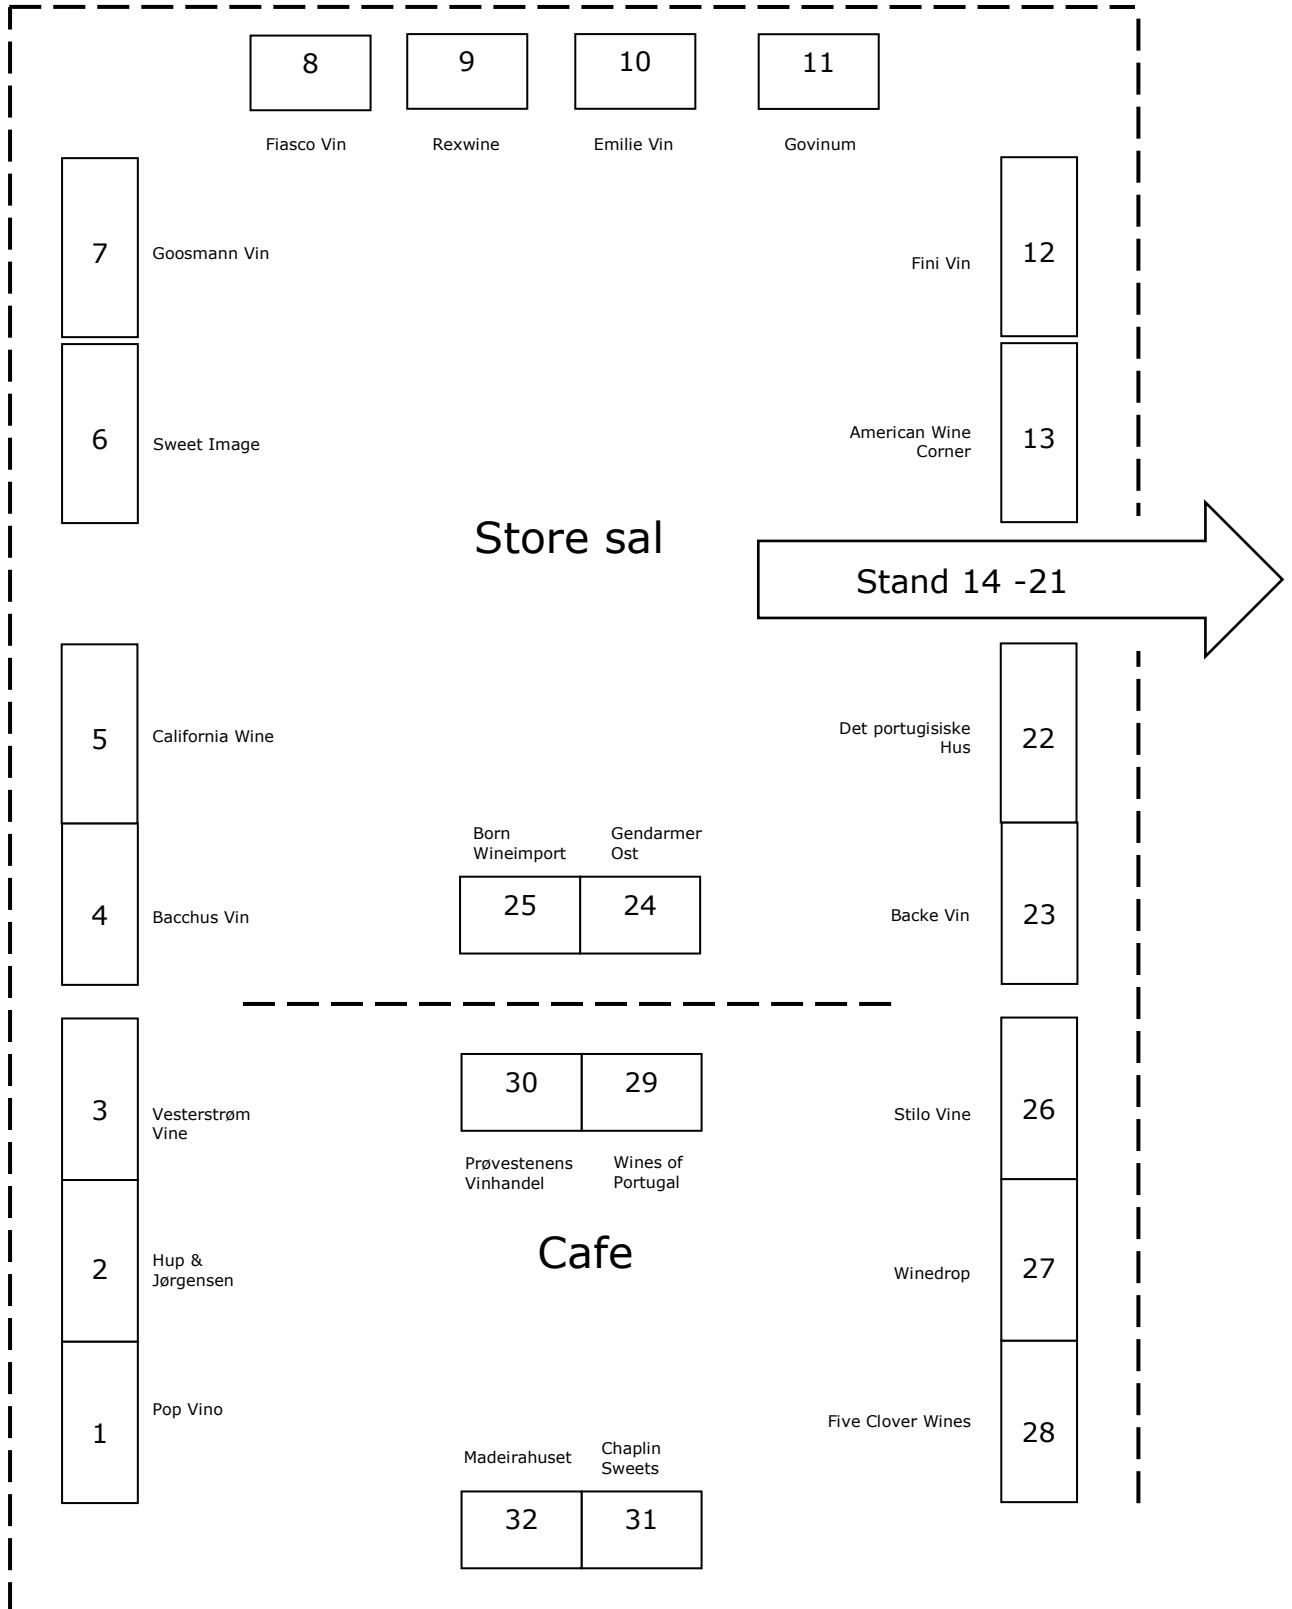 8
9
10
11
Fiasco Vin
Rexwine
Emilie Vin
Govinum
7
Goosmann Vin
Fini Vin
12
6
Sweet Image
American Wine
Corner
13
Store sal
Stand 14 -21
5
California Wine
Det portugisiske
Hus
22
Born
Wineimport
Gendarmer
Ost
4
Bacchus Vin
25
24
Backe Vin
23
3
Vesterstrøm
Vine
30
29
Prøvestenens
Vinhandel
Wines of
Portugal
Stilo Vine
26
2
Hup &
Jørgensen
Cafe
Winedrop
27
1
Pop Vino
Five Clover Wines
28
Madeirahuset
Chaplin
Sweets
32
31